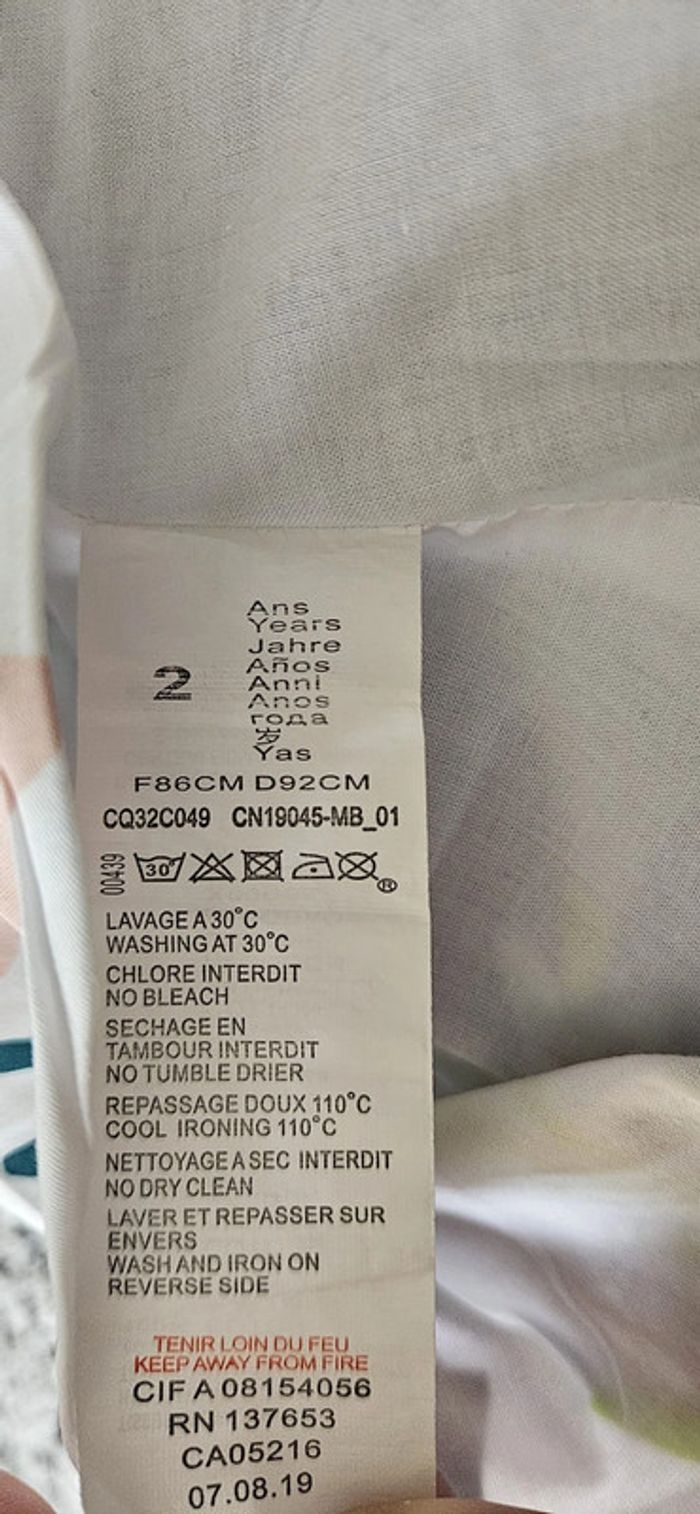 Ans
Years
Jahre
Años
2 Anni
Anos
года
岁
Yas
F86CM D92CM
CQ32C049 CN19045-MB_01
00439
30°
®
LAVAGE A 30°C
WASHING AT 30°C
CHLORE INTERDIT
NO BLEACH
SECHAGE EN
TAMBOUR INTERDIT
NO TUMBLE DRIER
REPASSAGE DOUX 110°C
COOL IRONING 110°C
NETTOYAGE A SEC INTERDIT
NO DRY CLEAN
LAVER ET REPASSER SUR
ENVERS
WASH AND IRON ON
REVERSE SIDE
TENIR LOIN DU FEU
KEEP AWAY FROM FIRE
CIF A 08154056
RN 137653
CA05216
07.08.19